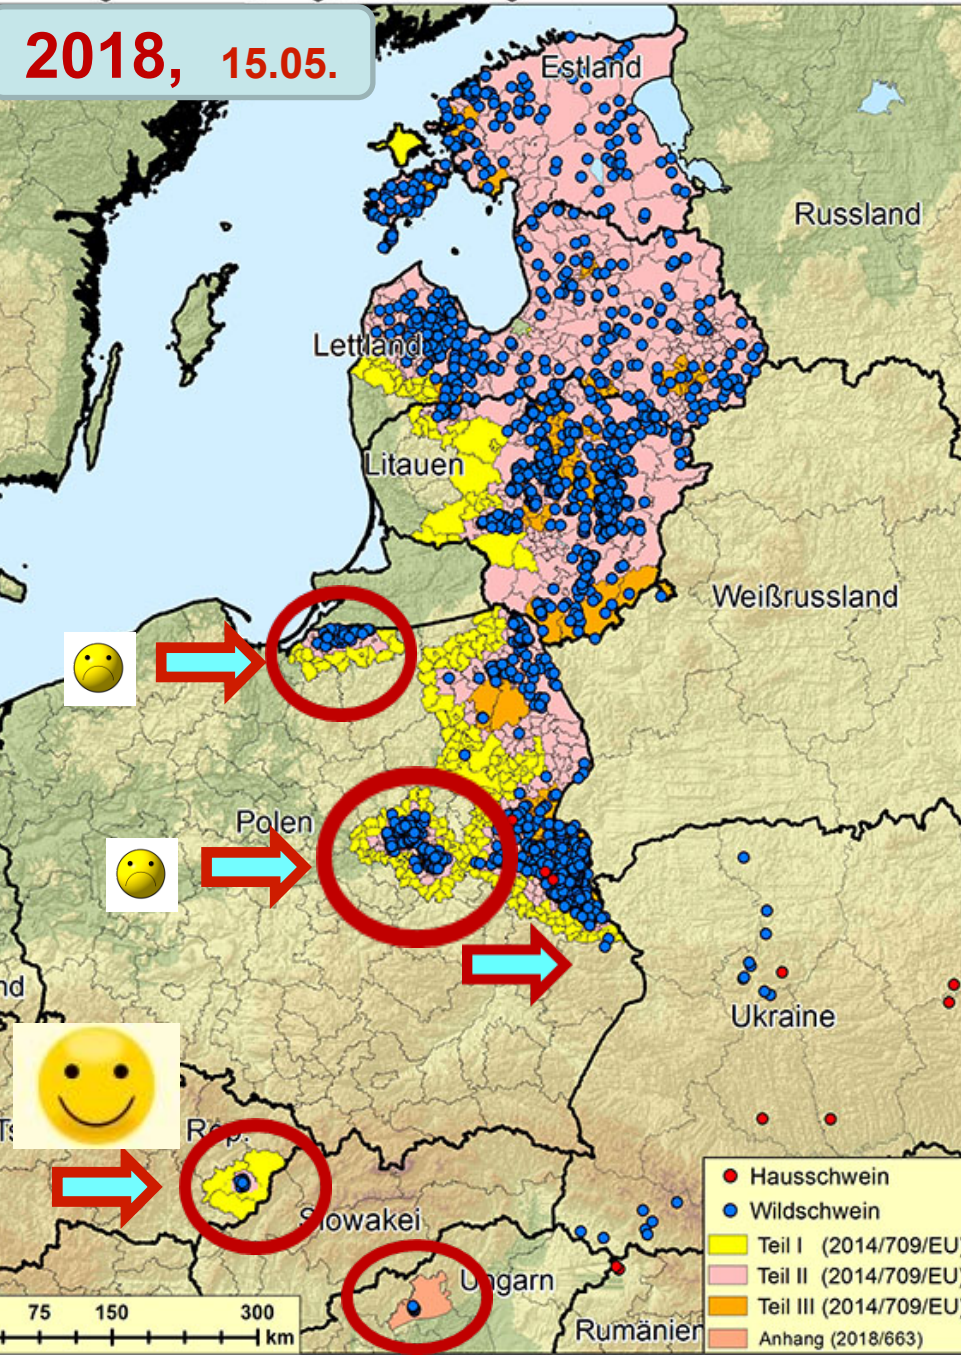 2018, 15.05.
Estland
Russland
Lettland
Litauen
Weißrussland
Polen
nd
Ukraine
Rep.
Slowakei
Ungarn
Rumänien
Hausschwein
Wildschwein
Teil I (2014/709/EU)
Teil II (2014/709/EU)
Teil III (2014/709/EU)
Anhang (2018/663)
75 150 300
km